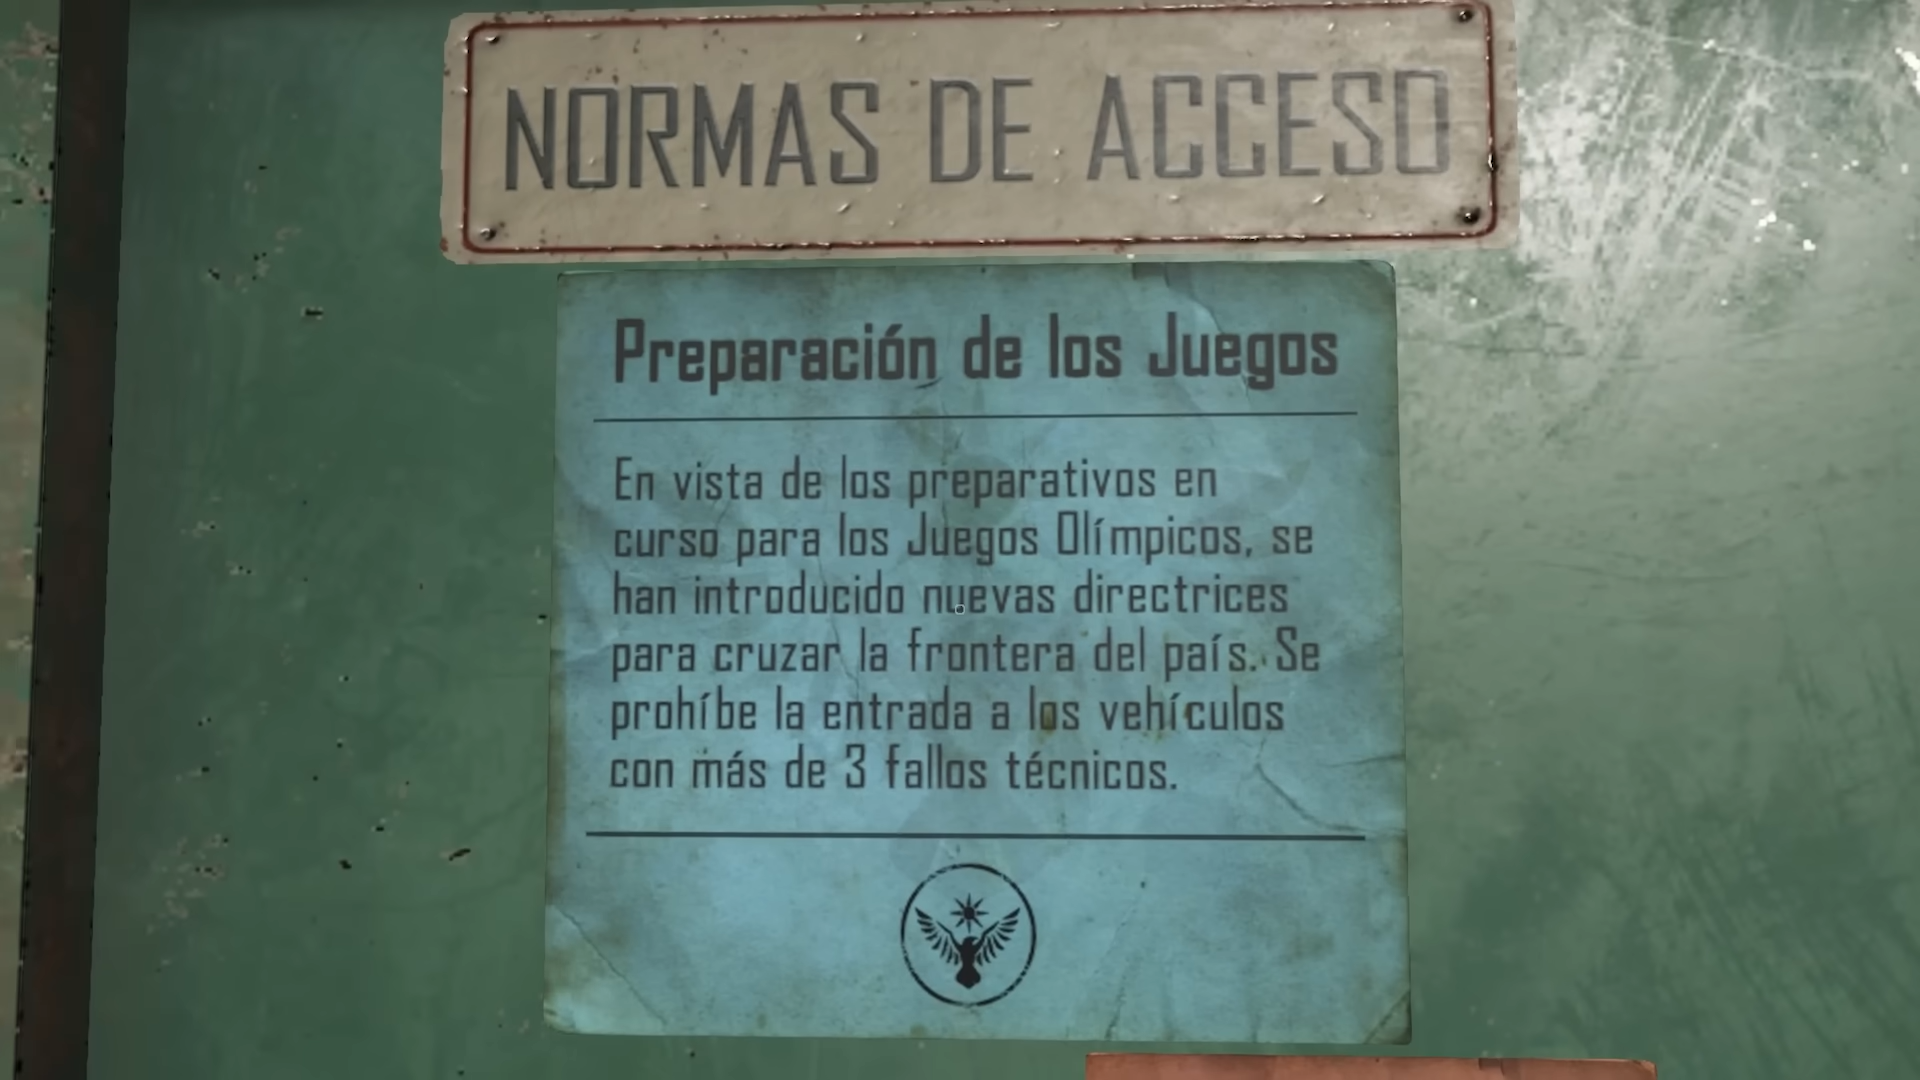 NORMAS DE ACCESO
Preparación de los Juegos
En vista de los preparativos en
curso para los Juegos Olímpicos, se
han introducido nuevas directrices
para cruzar la frontera del país. Se
prohíbe la entrada a los vehículos
con más de 3 fallos técnicos.